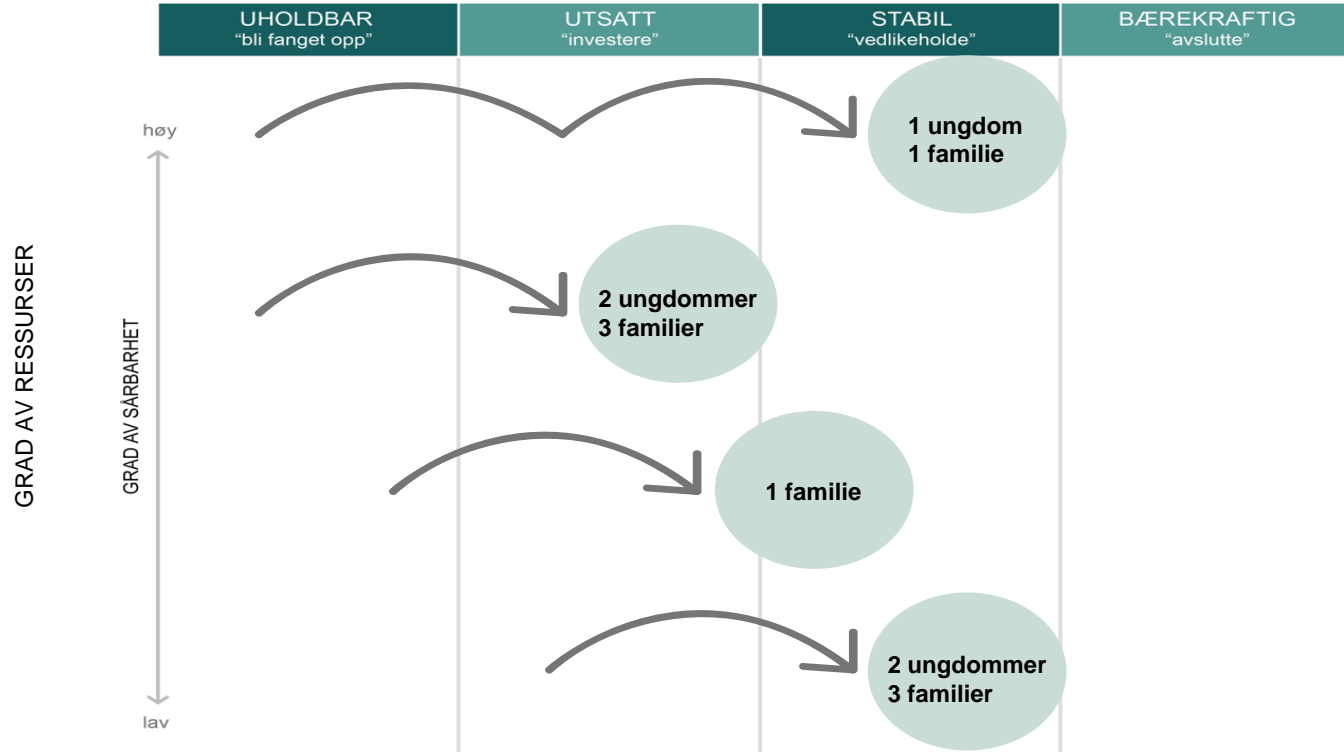 UHOLDBAR
“bli fanget opp”
UTSATT
“investere”
STABIL
“vedlikeholde”
BÆREKRAFTIG
“avslutte”
høy
1 ungdom
1 familie
GRAD AV RESSURSER
GRAD AV SÅRBARHET
2 ungdommer
3 familier
1 familie
2 ungdommer
3 familier
lav